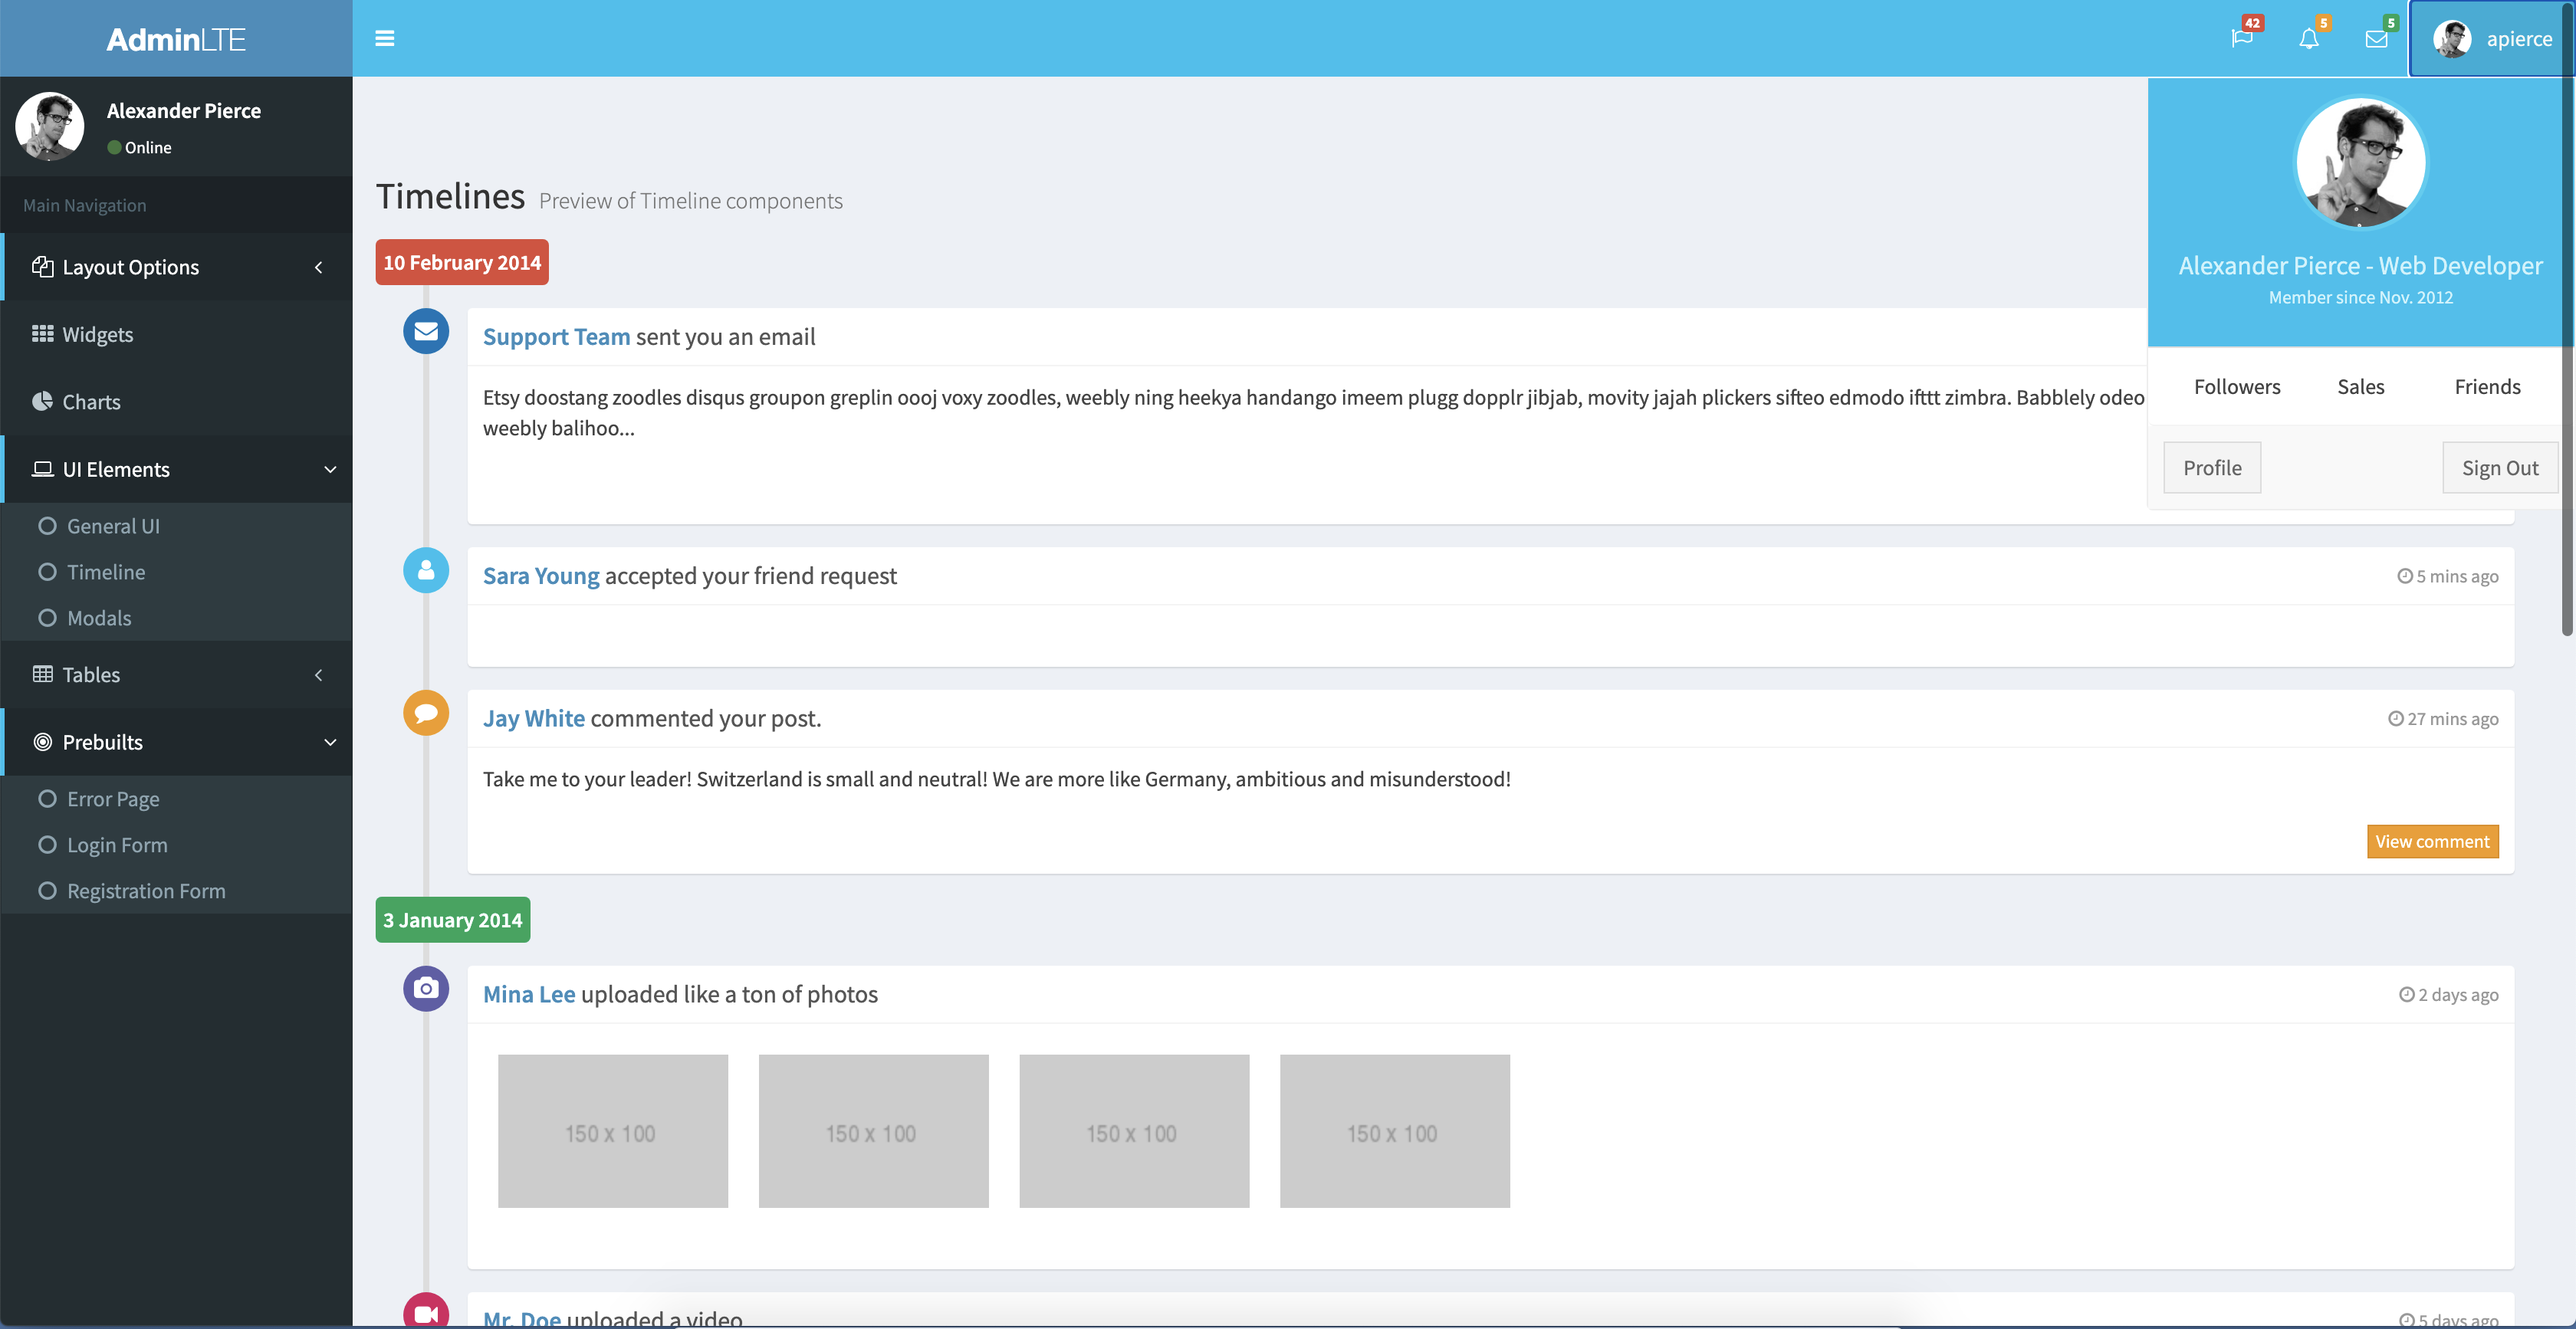 AdminLTE
42
5
5
apierce
Alexander Pierce
Online
Main Navigation
Layout Options
Widgets
Charts
UI Elements
General UI
Timeline
Modals
Tables
Prebuilts
Error Page
Login Form
Registration Form
Alexander Pierce - Web Developer
Member since Nov. 2012
Followers Sales Friends
Profile Sign Out
Timelines Preview of Timeline components
10 February 2014
Support Team sent you an email
Etsy doostang zoodles disqus groupon greplin oooj voxy zoodles, weebly ning heekya handango imeem plugg dopplr jibjab, movity jajah plickers sifteo edmodo ifttt zimbra. Babblely odeo
weebly balihoo...
Sara Young accepted your friend request 5 mins ago
Jay White commented your post. 27 mins ago
Take me to your leader! Switzerland is small and neutral! We are more like Germany, ambitious and misunderstood!
View comment
3 January 2014
Mina Lee uploaded like a ton of photos 2 days ago
150 x 100 150 x 100 150 x 100 150 x 100
Mr. Doe uploaded a video 5 days ago